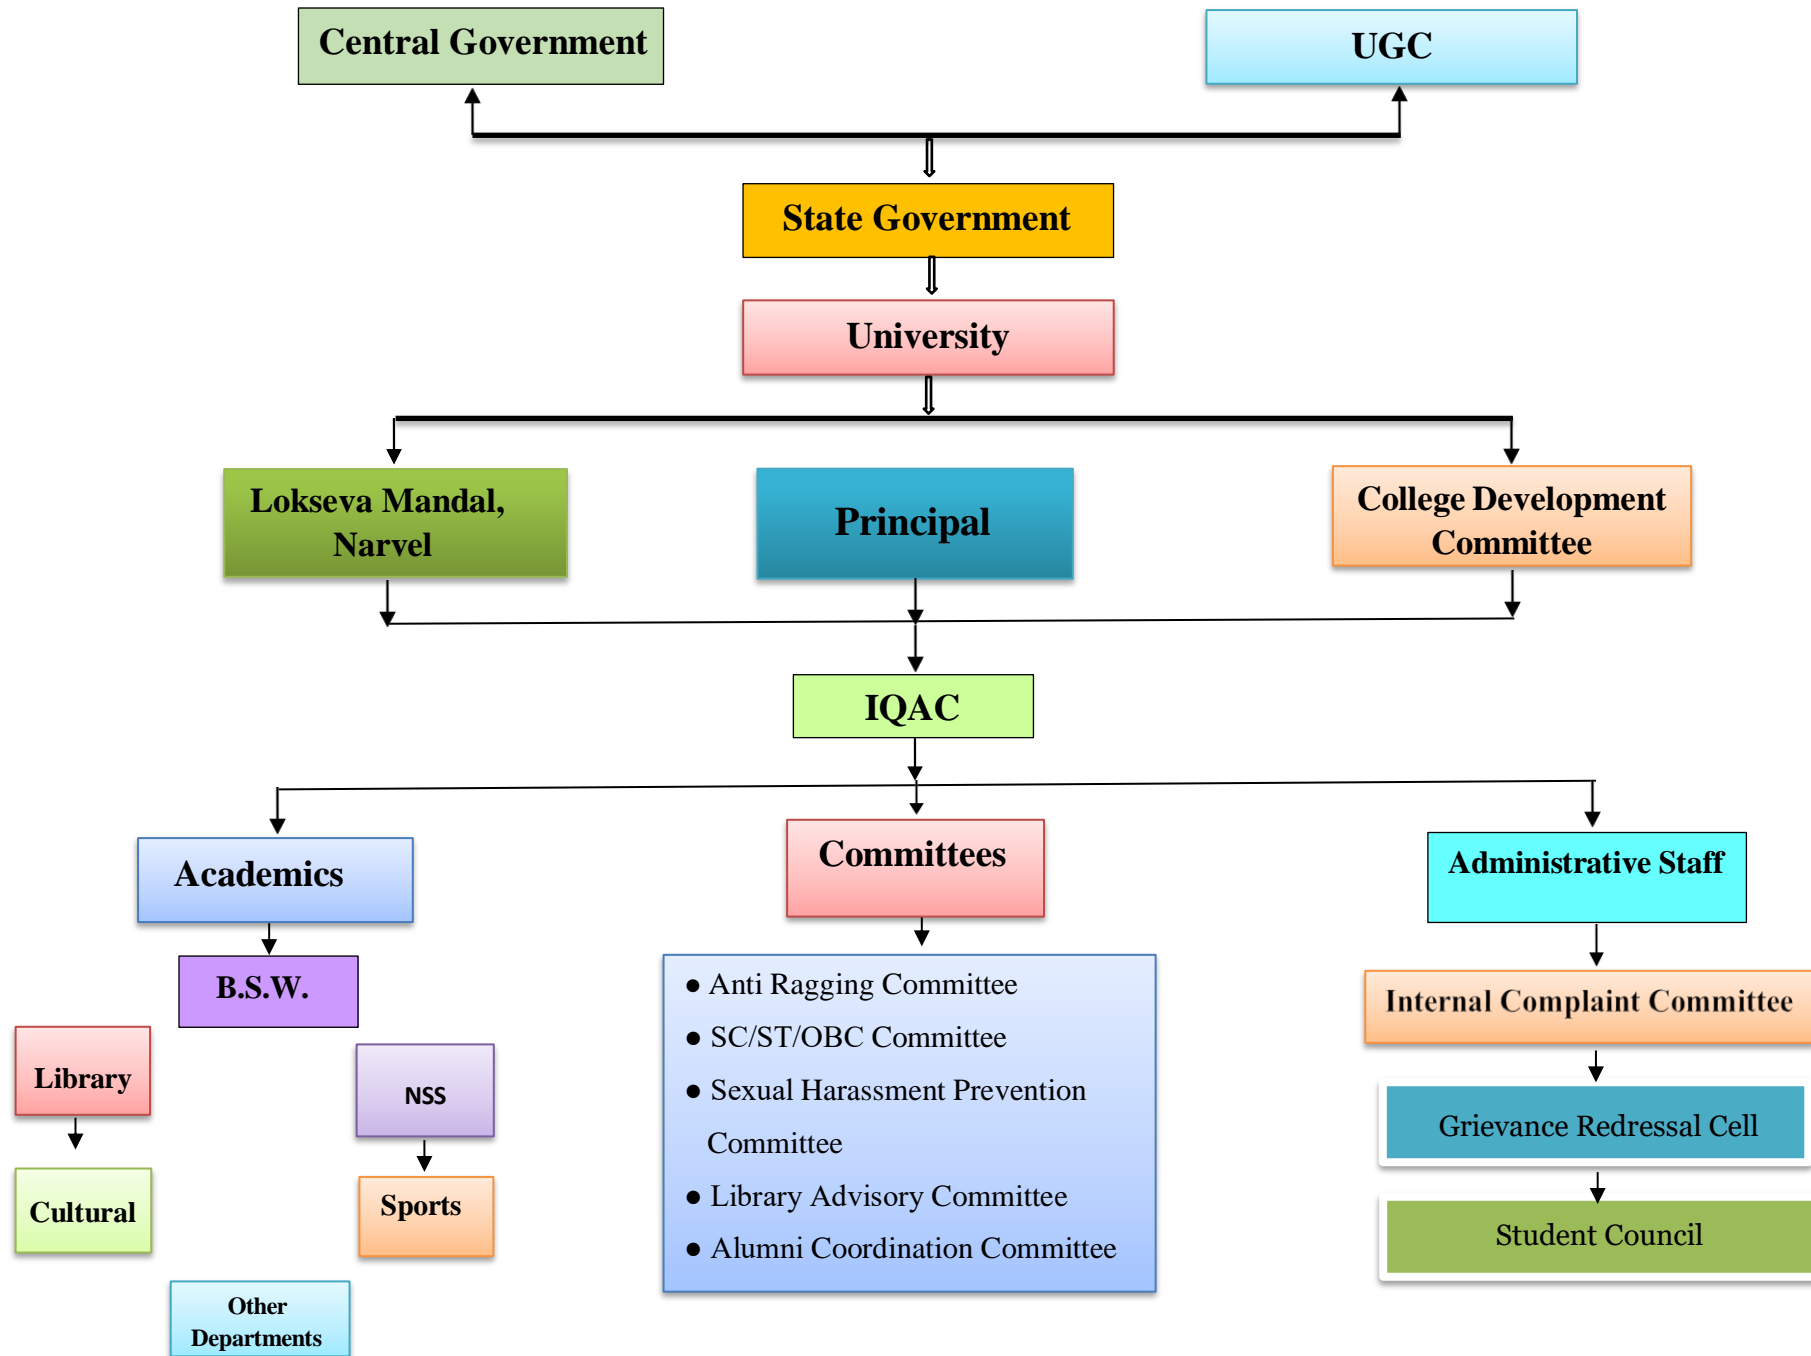 Central Government
UGC
State Government
University
Lokseva Mandal,
Narvel
Principal
College Development
Committee
IQAC
Academics
Committees
Administrative Staff
B.S.W.
Library
NSS
Cultural
Sports
Other
Departments
● Anti Ragging Committee
● SC/ST/OBC Committee
● Sexual Harassment Prevention
Committee
● Library Advisory Committee
● Alumni Coordination Committee
Internal Complaint Committee
Grievance Redressal Cell
Student Council